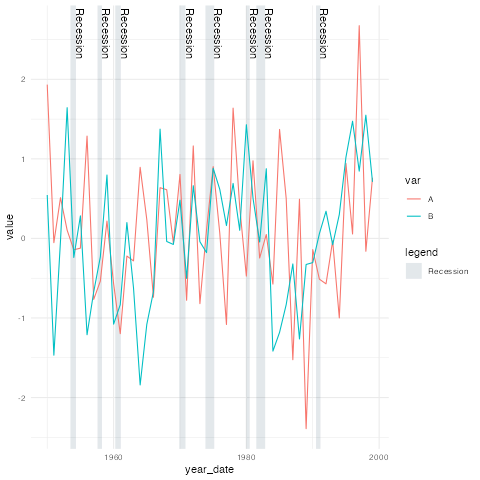 Recession
Recession
Recession
Recession
Recession
Recession
Recession
Recession
2
1
0
-1
-2
value
1960
1980
2000
year_date
var
A
B
legend
Recession